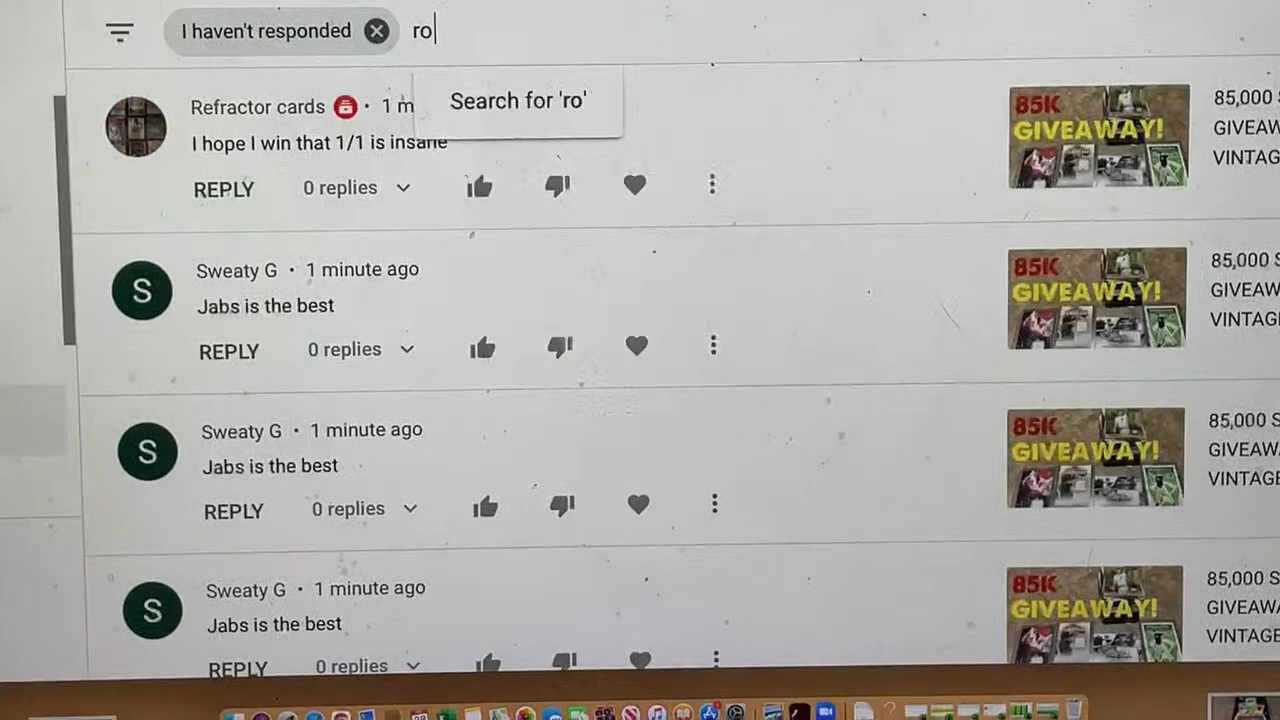 I haven't responded ro
Search for 'ro'
Refractor cards • 1 m
I hope I win that 1/1 is insane
REPLY 0 replies
85K
GIVEAWAY!
85,000
GIVEAW
VINTAG
S
Sweaty G • 1 minute ago
Jabs is the best
REPLY 0 replies
85K
GIVEAWAY!
85,000 S
GIVEAW
VINTAG
S
Sweaty G • 1 minute ago
Jabs is the best
REPLY 0 replies
85K
GIVEAWAY!
85,000 S
GIVEAWA
VINTAGE
S
Sweaty G • 1 minute ago
Jabs is the best
REPLY 0 replies
85K
GIVEAWAY!
85,000 S
GIVEAWA
VINTAGE